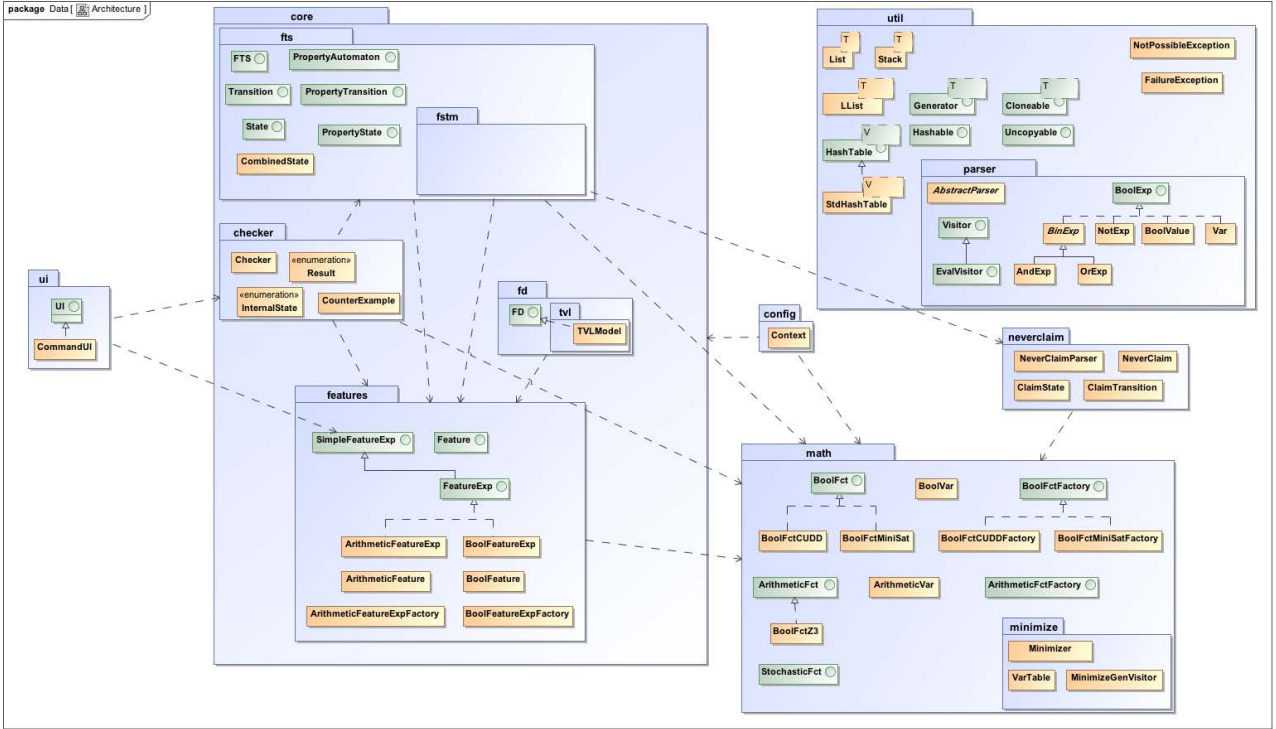 package Data [ Architecture ]
core
fts
FTS
PropertyAutomaton
Transition
PropertyTransition
State
PropertyState
CombinedState
fstm
checker
Checker
«enumeration»
Result
«enumeration»
InternalState
CounterExample
ui
UI
CommandUI
fd
FD
tvl
TVLModel
config
Context
features
SimpleFeatureExp
Feature
FeatureExp
ArithmeticFeatureExp
BoolFeatureExp
ArithmeticFeature
BoolFeature
ArithmeticFeatureExpFactory
BoolFeatureExpFactory
util
T
List
T
Stack
NotPossibleException
FailureException
T
LList
T
Generator
T
Cloneable
V
HashTable
Hashable
Uncopyable
V
StdHashTable
parser
AbstractParser
BoolExp
Visitor
BinExp
NotExp
BoolValue
Var
EvalVisitor
AndExp
OrExp
neverclaim
NeverClaimParser
NeverClaim
ClaimState
ClaimTransition
math
BoolFct
BoolVar
BoolFctFactory
BoolFctCUDD
BoolFctMiniSat
BoolFctCUDDFactory
BoolFctMiniSatFactory
ArithmeticFct
ArithmeticVar
ArithmeticFctFactory
BoolFctZ3
StochasticFct
minimize
Minimizer
VarTable
MinimizeGenVisitor